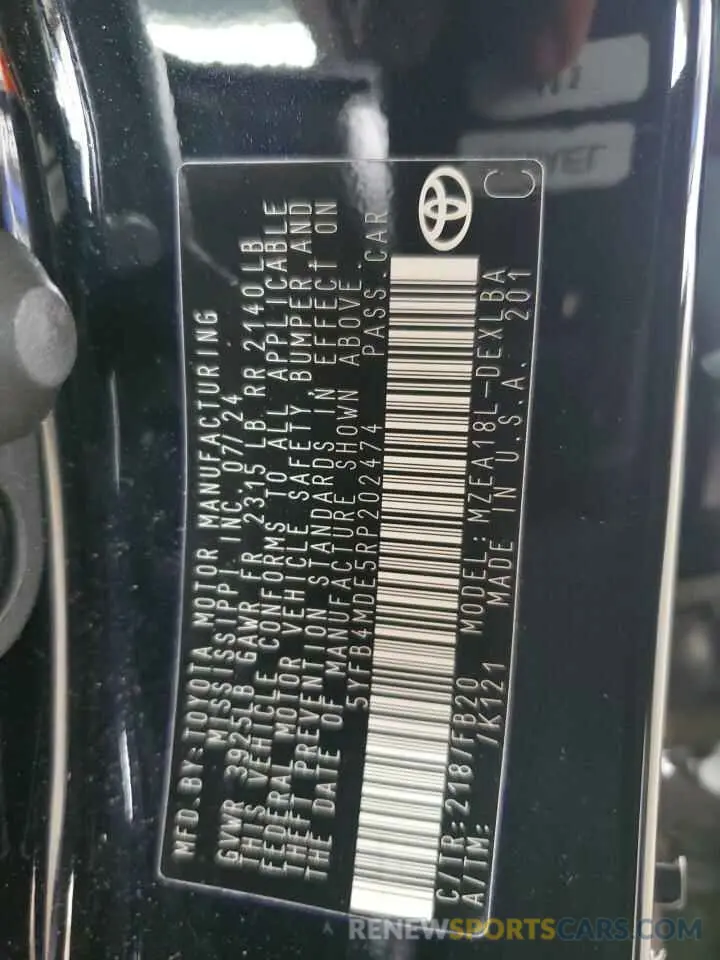 MFD.BY:TOYOTA MOTOR MANUFACTURING
MISSISSIPPI INC. 07/24
GVWR 3925LB GAWR FR 2315 LB RR 2140LB
THIS VEHICLE CONFORMS TO ALL APPLICABLE
FEDERAL MOTOR VEHICLE SAFETY, BUMPER, AND
THEFT PREVENTION STANDARDS IN EFFECT ON
THE DATE OF MANUFACTURE SHOWN ABOVE.
5YFB4MDE5RP202474 PASS.CAR
C/TR:218/FB20 MODEL:MZEA18L-DEXLBA
A/TM: /K121 MADE IN U.S.A. 201
C
RENEWSPORTSCARS.COM